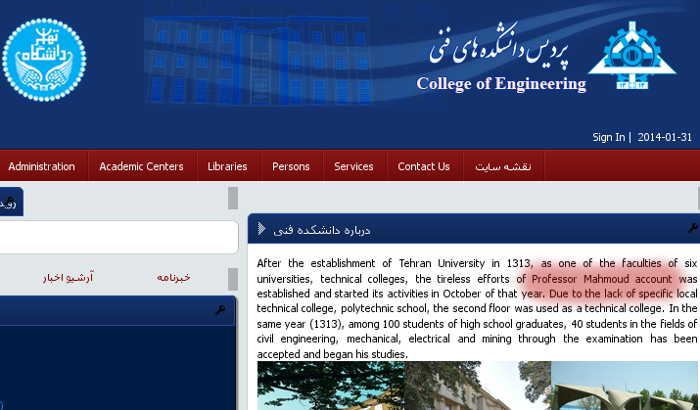 پردیس دانشکده های فنی
College of Engineering
Sign In | 2014-01-31
Administration Academic Centers Libraries Persons Services Contact Us نقشه سایت
درباره دانشکده فنی
خبرنامه آرشیو اخبار
After the establishment of Tehran University in 1313, as one of the faculties of six
universities, technical colleges, the tireless efforts of Professor Mahmoud account was
established and started its activities in October of that year. Due to the lack of specific local
technical college, polytechnic school, the second floor was used as a technical college. In the
same year (1313), among 100 students of high school graduates, 40 students in the fields of
civil engineering, mechanical, electrical and mining through the examination has been
accepted and began his studies.